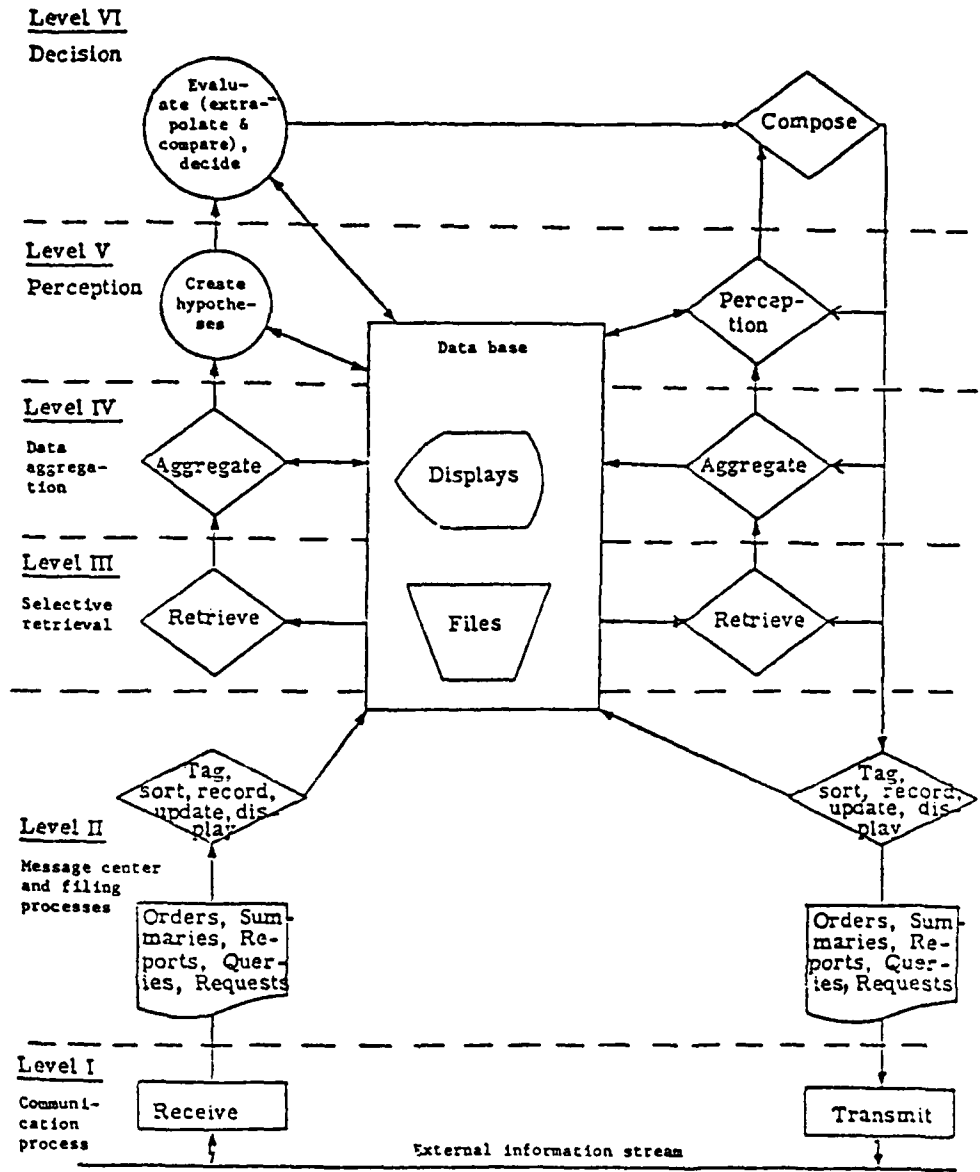 Level VI
Decision
Evalu-
ate (extra-
polate &
compare),
decide
Compose
Level V
Perception
Create
hypothe-
ses
Percep-
tion
Data base
Level IV
Data
aggrega-
tion
Aggregate
Displays
Aggregate
Level III
Selective
retrieval
Retrieve
Files
Retrieve
Tag,
sort, record,
update, dis-
play
Tag,
sort, record,
update, dis-
play
Level II
Message center
and filing
processes
Orders, Sum-
maries, Re-
ports, Quer-
ies, Requests
Orders, Sum-
maries, Re-
ports, Quer-
ies, Requests
Level I
Communi-
cation
process
Receive
Transmit
External information stream